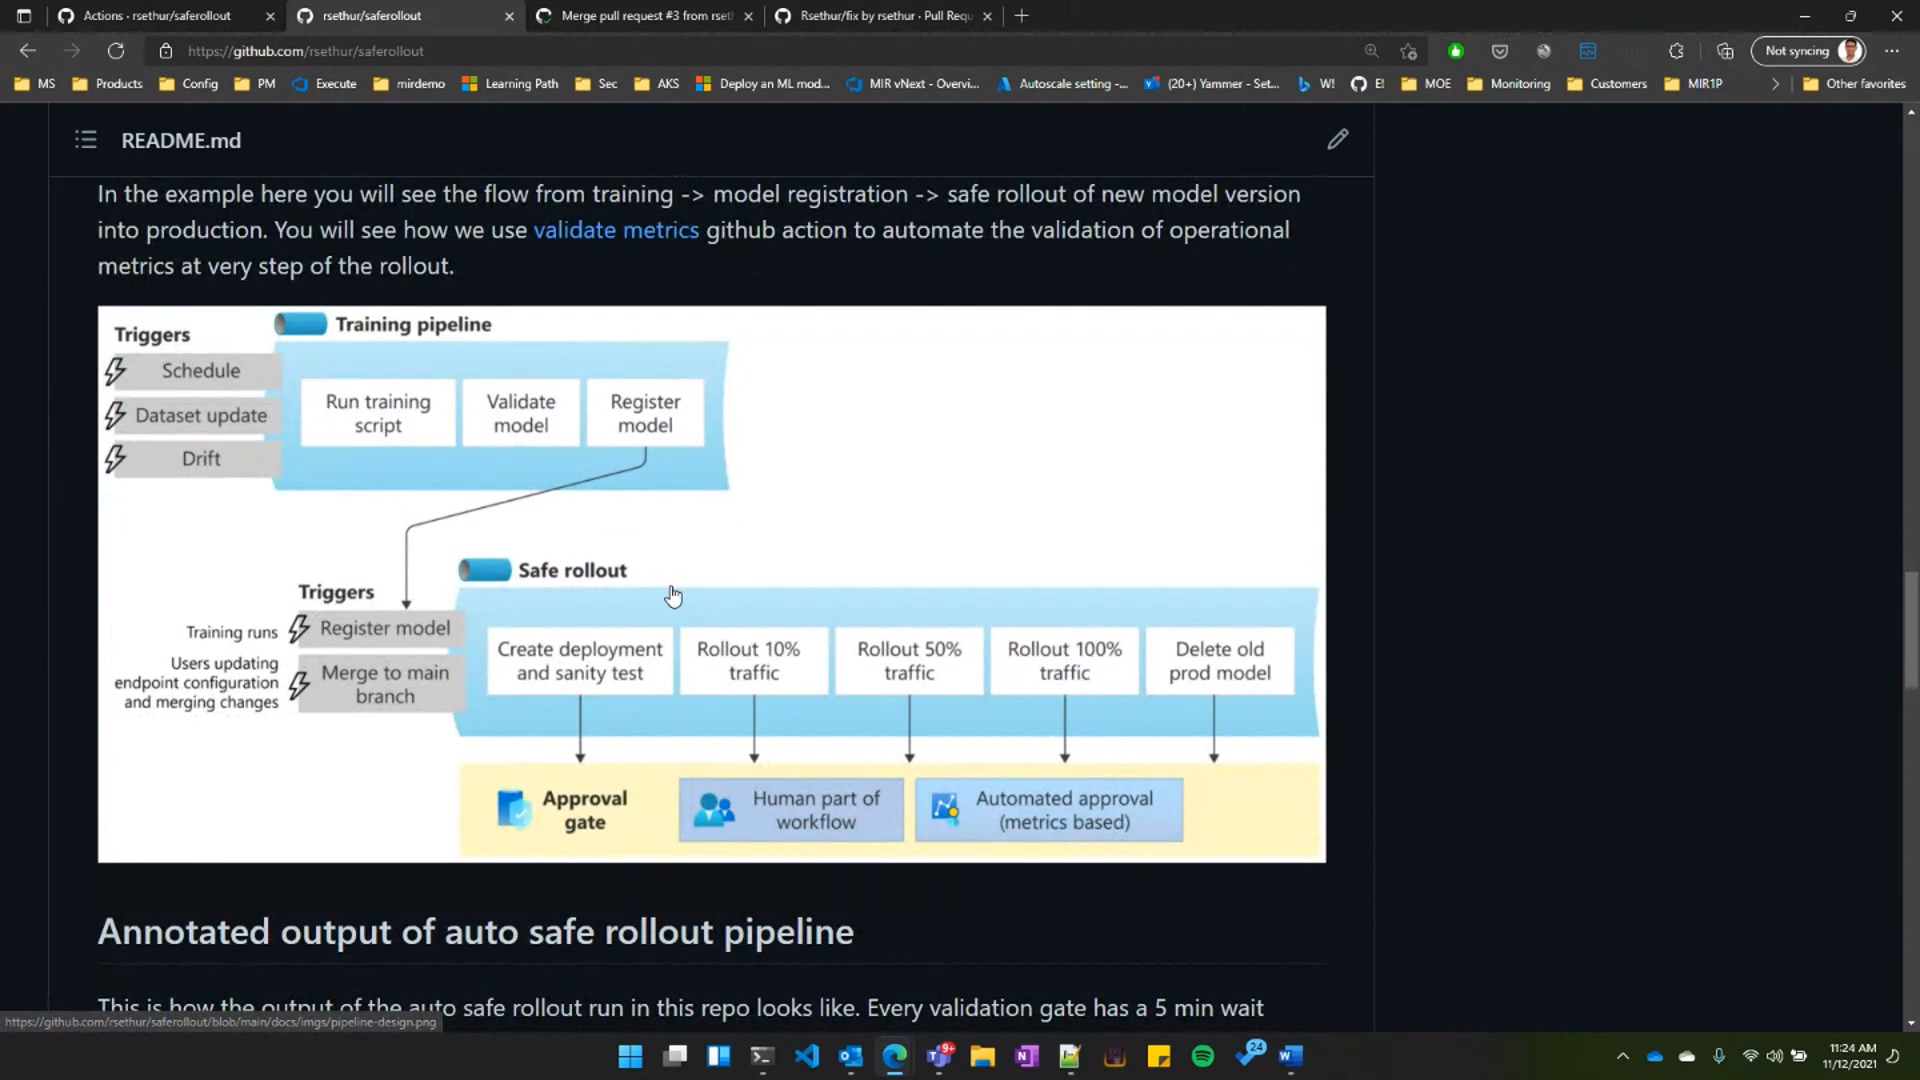 Actions · rsethur/saferollout
rsethur/saferollout
Merge pull request #3 from rset
Rsethur/fix by rsethur · Pull Requ
https://github.com/rsethur/saferollout
Not syncing
MS
Products
Config
PM
Execute
mirdemo
Learning Path
Sec
AKS
Deploy an ML mod...
MIR vNext - Overvi...
Autoscale setting -...
(20+) Yammer - Set...
W!
E!
MOE
Monitoring
Customers
MIR1P
Other favorites
README.md
In the example here you will see the flow from training -> model registration -> safe rollout of new model version
into production. You will see how we use validate metrics github action to automate the validation of operational
metrics at very step of the rollout.
Triggers
Schedule
Dataset update
Drift
Training pipeline
Run training
script
Validate
model
Register
model
Triggers
Training runs
Register model
Users updating
endpoint configuration
and merging changes
Merge to main
branch
Safe rollout
Create deployment
and sanity test
Rollout 10%
traffic
Rollout 50%
traffic
Rollout 100%
traffic
Delete old
prod model
Approval
gate
Human part of
workflow
Automated approval
(metrics based)
Annotated output of auto safe rollout pipeline
This is how the output of the auto safe rollout run in this repo looks like. Every validation gate has a 5 min wait
https://github.com/rsethur/saferollout/blob/main/docs/imgs/pipeline-design.png
9+
24
11:24 AM
11/12/2021